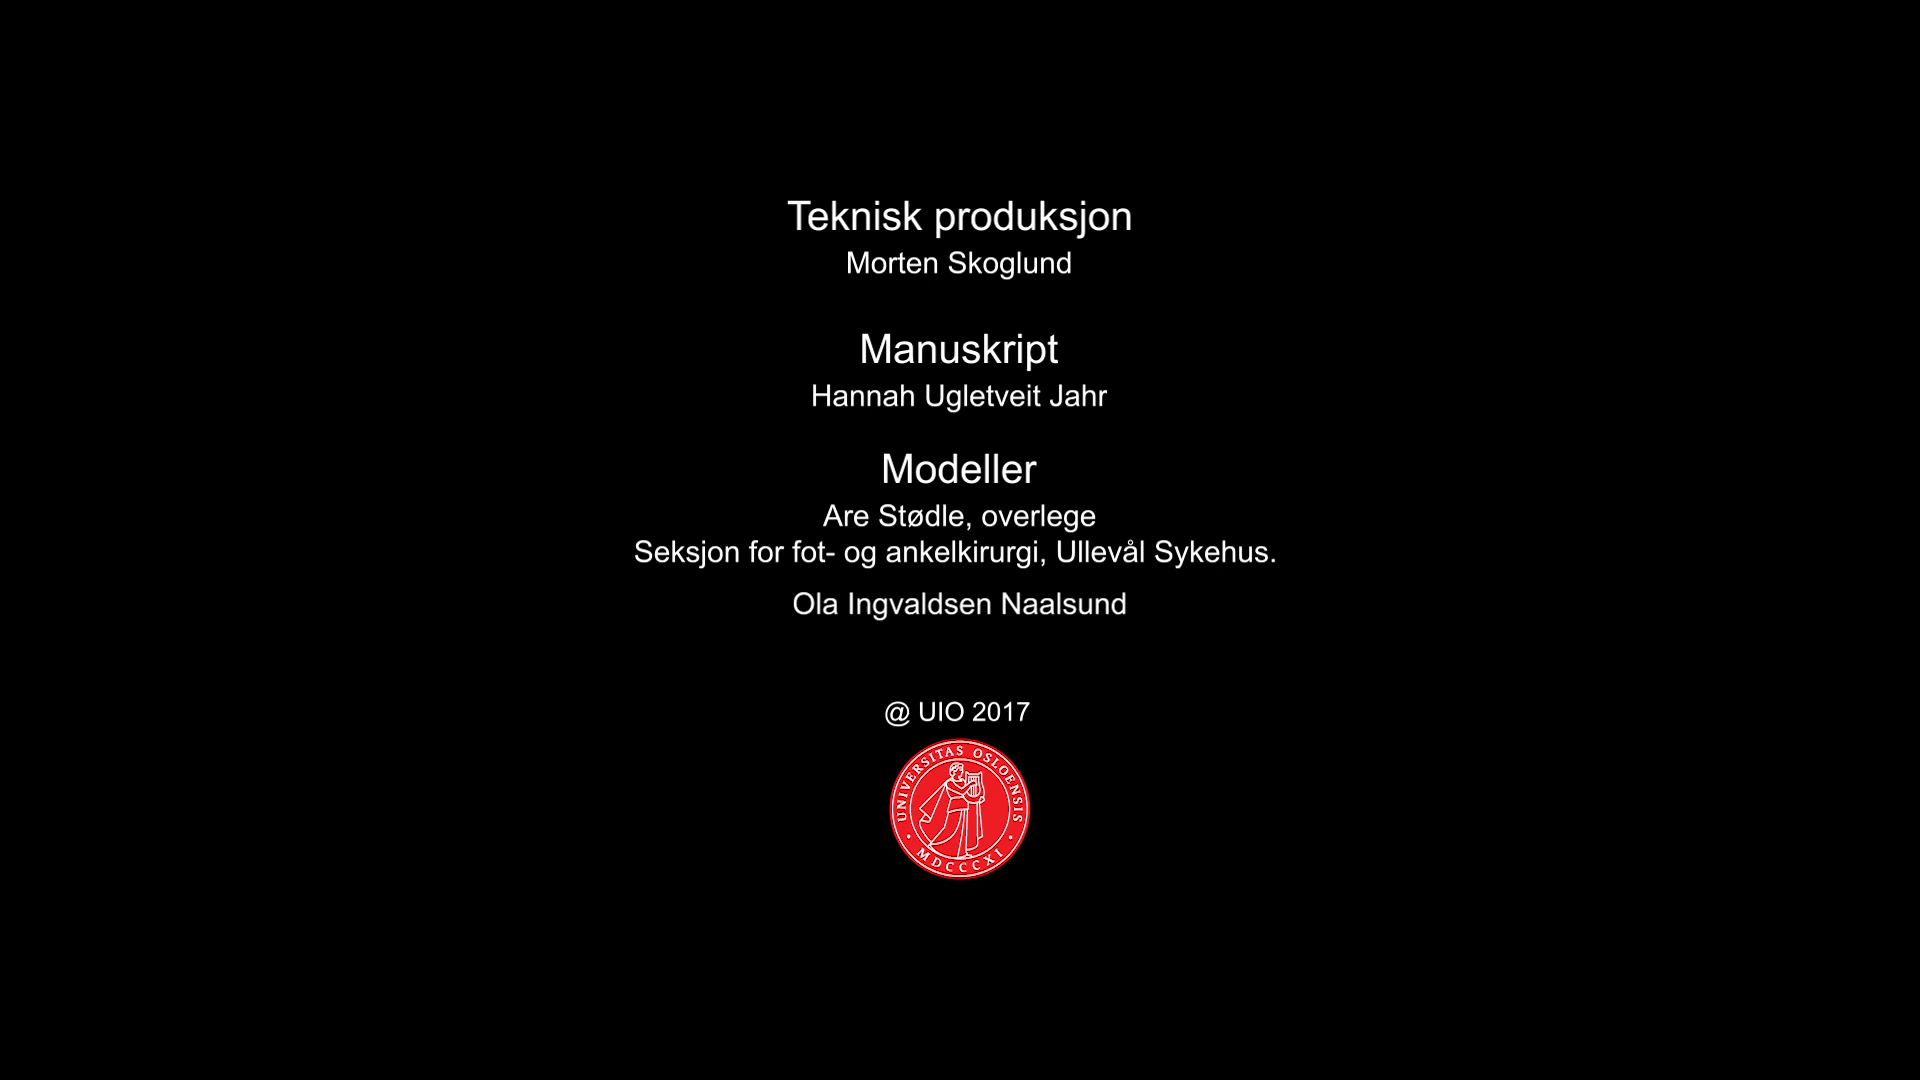 Teknisk produksjon
Morten Skoglund
Manuskript
Hannah Ugletveit Jahr
Modeller
Are Stødle, overlege
Seksjon for fot- og ankelkirurgi, Ullevål Sykehus.
Ola Ingvaldsen Naalsund
@ UIO 2017
UNIVERSITAS OSLOENSIS
MDCCCXI